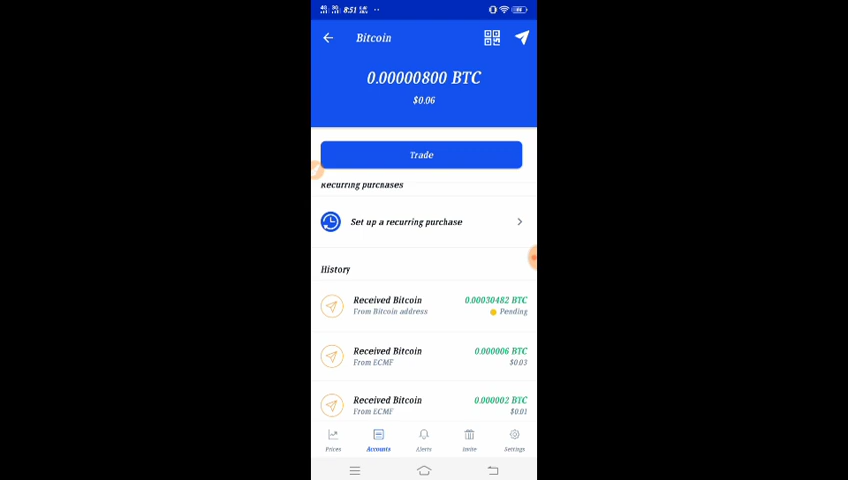 8:51
Bitcoin
0.00000800 BTC
$0.06
Trade
Recurring purchases
Set up a recurring purchase
History
Received Bitcoin 0.00030482 BTC
From Bitcoin address Pending
Received Bitcoin 0.000006 BTC
From ECMF $0.03
Received Bitcoin 0.000002 BTC
From ECMF $0.01
Prices Accounts Alerts Invite Settings